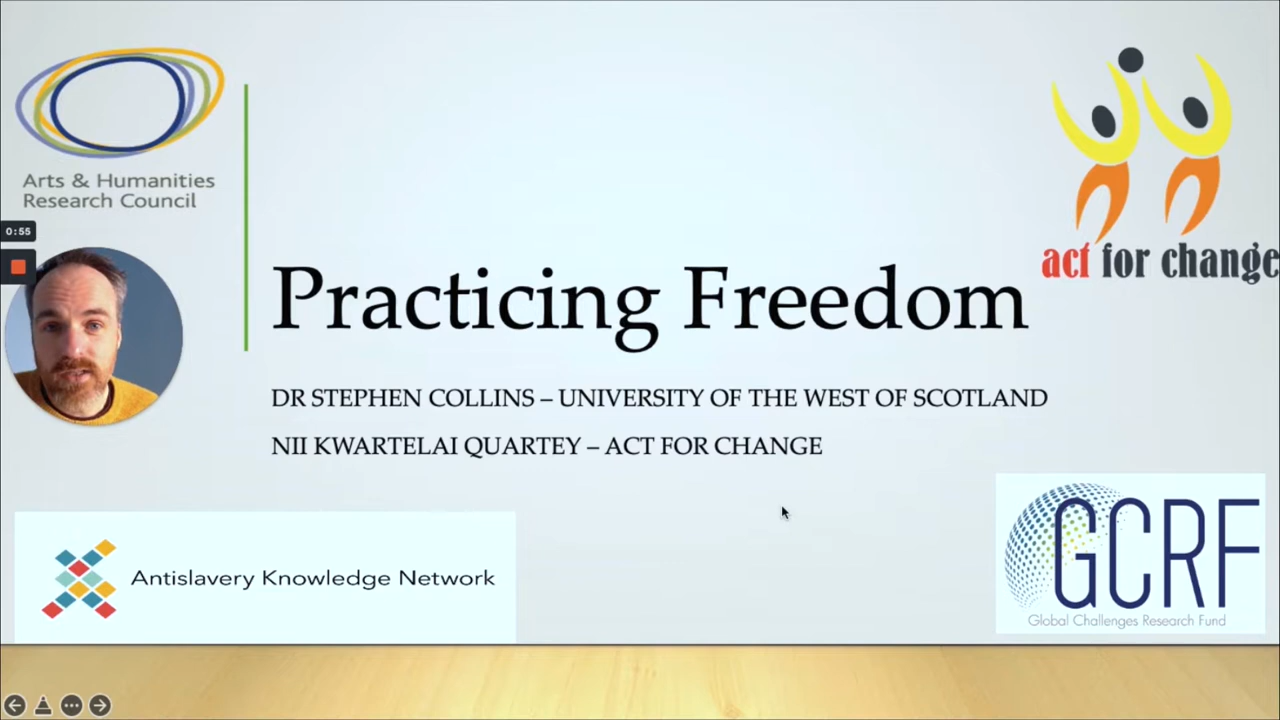 Arts & Humanities
Research Council
act for change
0:55
Practicing Freedom
DR STEPHEN COLLINS – UNIVERSITY OF THE WEST OF SCOTLAND
NII KWARTELAI QUARTEY – ACT FOR CHANGE
Antislavery Knowledge Network
GCRF
Global Challenges Research Fund